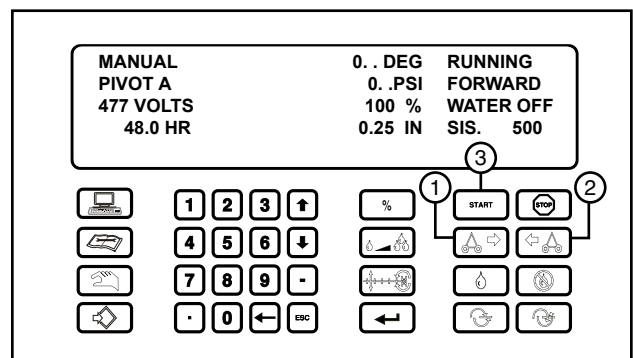 MANUAL 0. . DEG RUNNING
PIVOT A 0. .PSI FORWARD
477 VOLTS 100 % WATER OFF
48.0 HR 0.25 IN SIS. 500
3
1
2
1 2 3 % START STOP
4 5 6
7 8 9 -
. 0 ESC